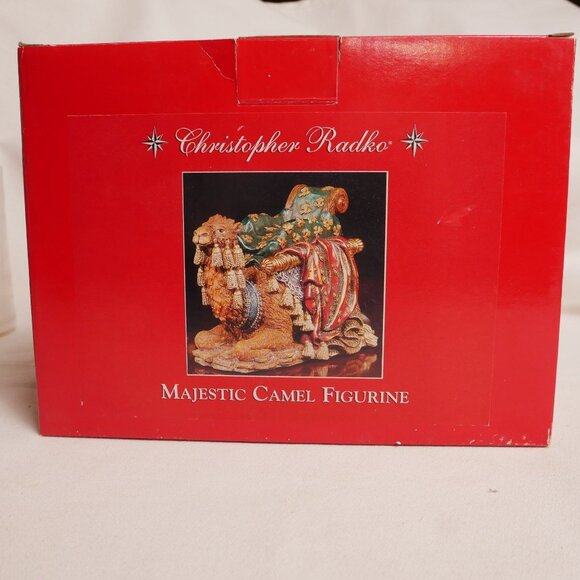 Christopher Radko®
MAJESTIC CAMEL FIGURINE